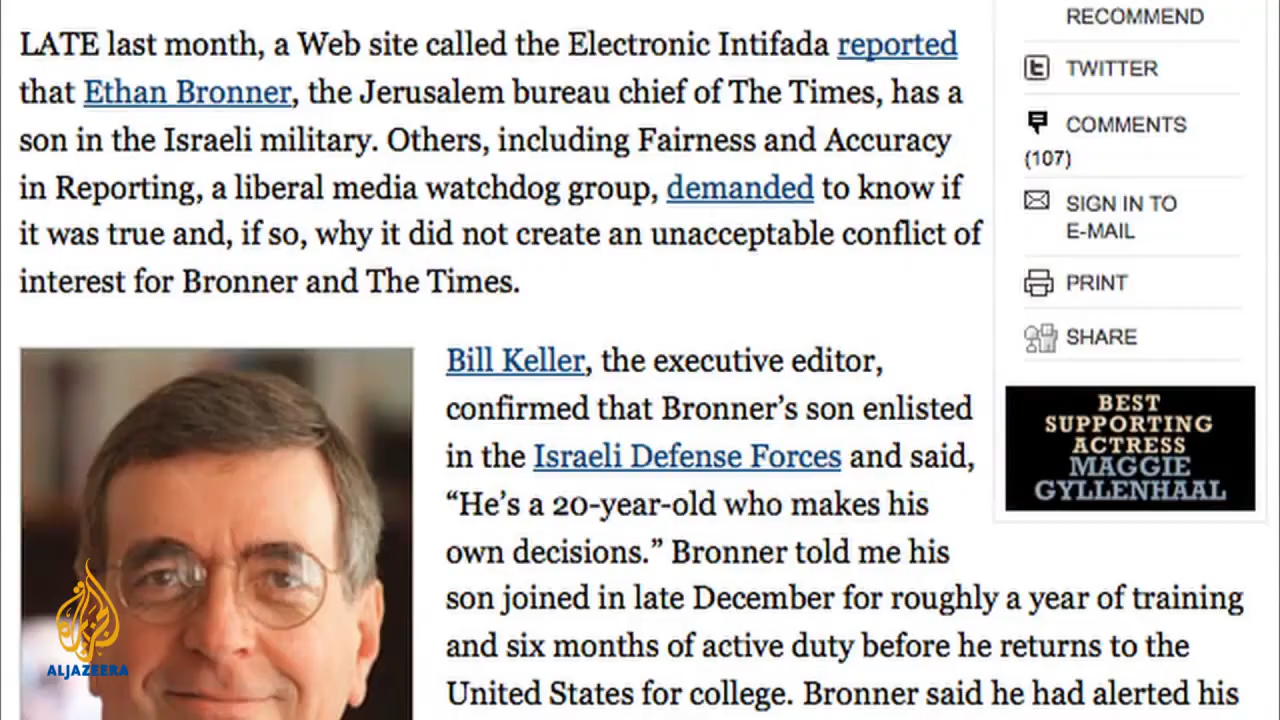 LATE last month, a Web site called the Electronic Intifada reported
that Ethan Bronner, the Jerusalem bureau chief of The Times, has a
son in the Israeli military. Others, including Fairness and Accuracy
in Reporting, a liberal media watchdog group, demanded to know if
it was true and, if so, why it did not create an unacceptable conflict of
interest for Bronner and The Times.
Bill Keller, the executive editor,
confirmed that Bronner’s son enlisted
in the Israeli Defense Forces and said,
“He’s a 20-year-old who makes his
own decisions.” Bronner told me his
son joined in late December for roughly a year of training
and six months of active duty before he returns to the
United States for college. Bronner said he had alerted his
RECOMMEND
TWITTER
COMMENTS
(107)
SIGN IN TO
E-MAIL
PRINT
SHARE
BEST
SUPPORTING
ACTRESS
MAGGIE
GYLLENHAAL
ALJAZEERA